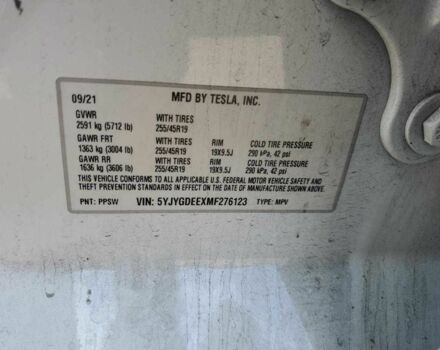 09/21 MFD BY TESLA, INC.
GVWR WITH TIRES
2591 kg (5712 lb) 255/45R19
GAWR FRT WITH TIRES RIM COLD TIRE PRESSURE
1363 kg (3004 lb) 255/45R19 19X9.5J 290 kPa, 42 psi
GAWR RR WITH TIRES RIM COLD TIRE PRESSURE
1636 kg (3606 lb) 255/45R19 19X9.5J 290 kPa, 42 psi
THIS VEHICLE CONFORMS TO ALL APPLICABLE U.S. FEDERAL MOTOR VEHICLE SAFETY AND
THEFT PREVENTION STANDARDS IN EFFECT ON THE DATE OF MANUFACTURE SHOWN ABOVE.
PNT: PPSW VIN: 5YJYGDEEXMF276123 TYPE: MPV